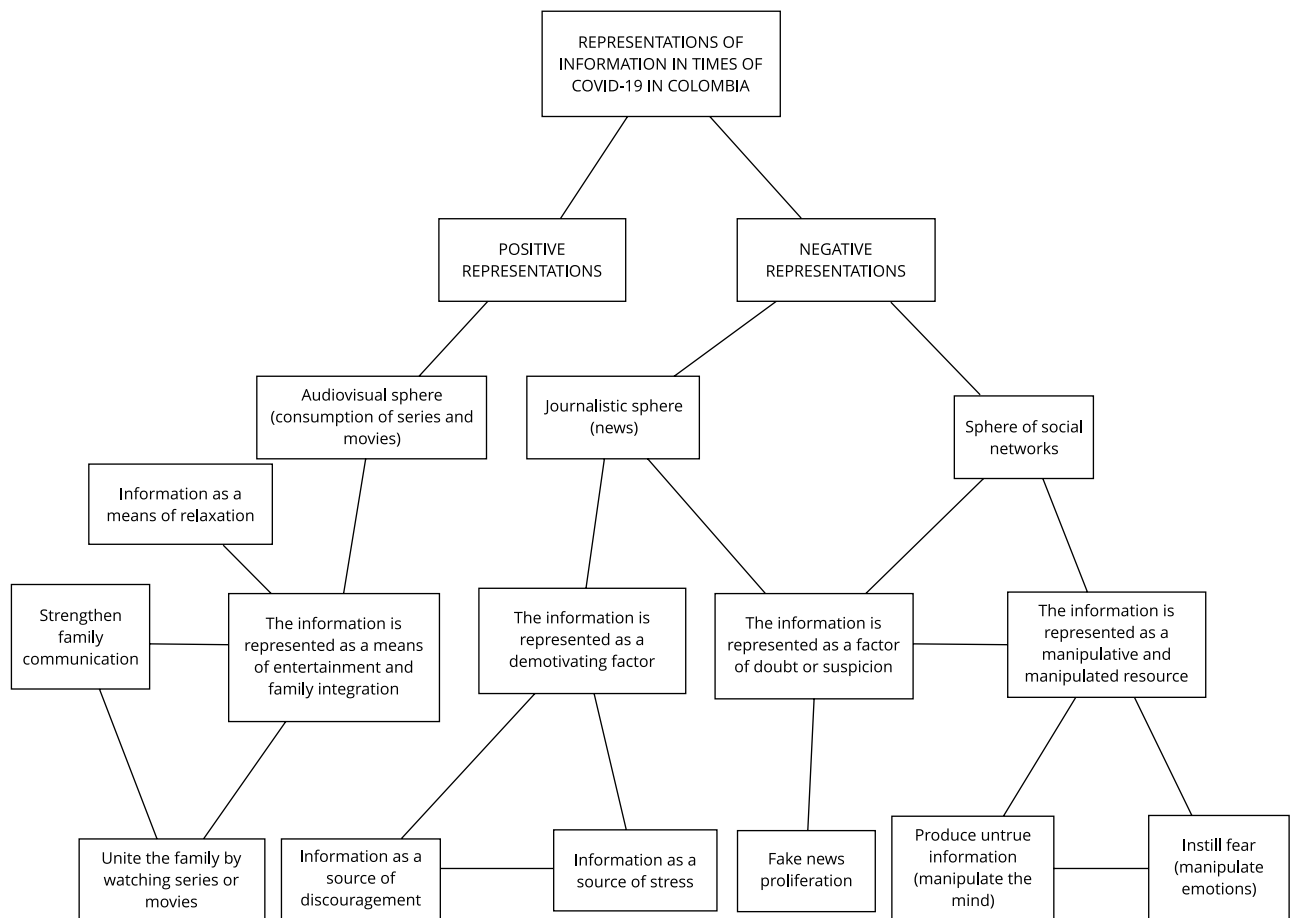 REPRESENTATIONS OF
INFORMATION IN TIMES OF
COVID-19 IN COLOMBIA
POSITIVE
REPRESENTATIONS
NEGATIVE
REPRESENTATIONS
Audiovisual sphere
(consumption of series and
movies)
Journalistic sphere
(news)
Sphere of social
networks
Information as a
means of relaxation
Strengthen
family
communication
The information is
represented as a means
of entertainment and
family integration
The information is
represented as a
demotivating factor
The information is
represented as a factor
of doubt or suspicion
The information is
represented as a
manipulative and
manipulated resource
Unite the family by
watching series or
movies
Information as a
source of
discouragement
Information as a
source of stress
Fake news
proliferation
Produce untrue
information
(manipulate the
mind)
Instill fear
(manipulate
emotions)